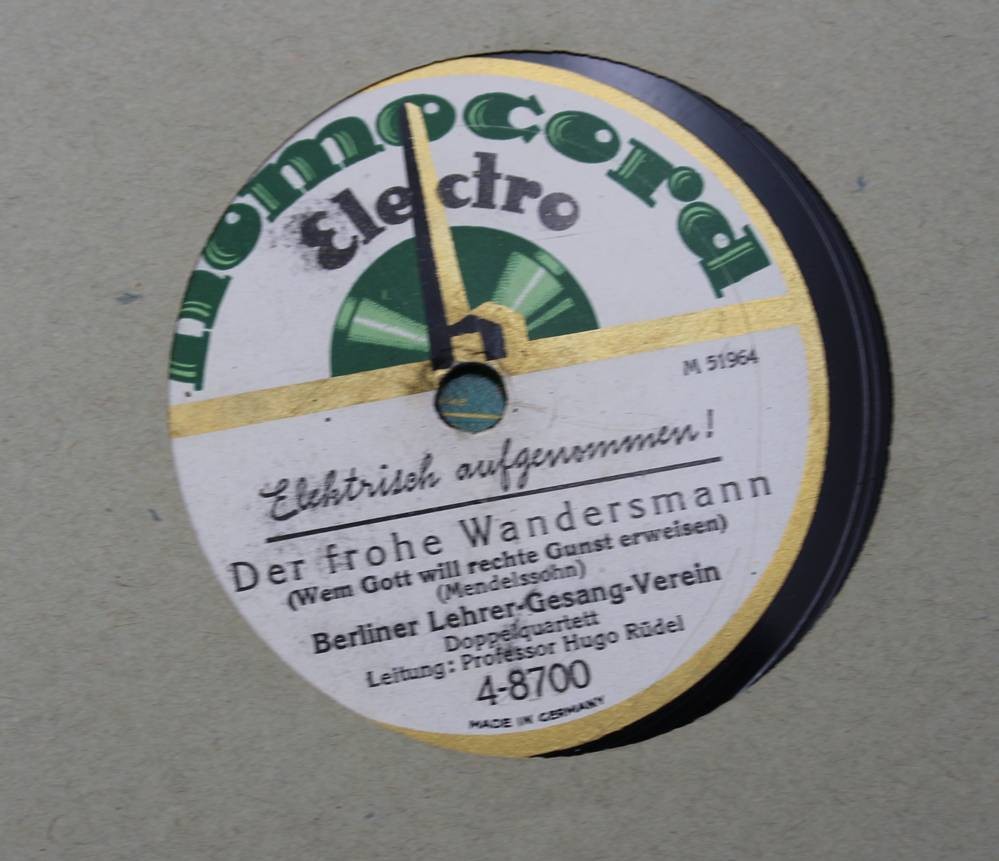 homocord
Electro
M 51964
Elektrisch aufgenommen!
Der frohe Wandersmann
(Wem Gott will rechte Gunst erweisen)
(Mendelssohn)
Berliner Lehrer-Gesang-Verein
Doppelquartett
Leitung: Professor Hugo Rüdel
4-8700
MADE IN GERMANY